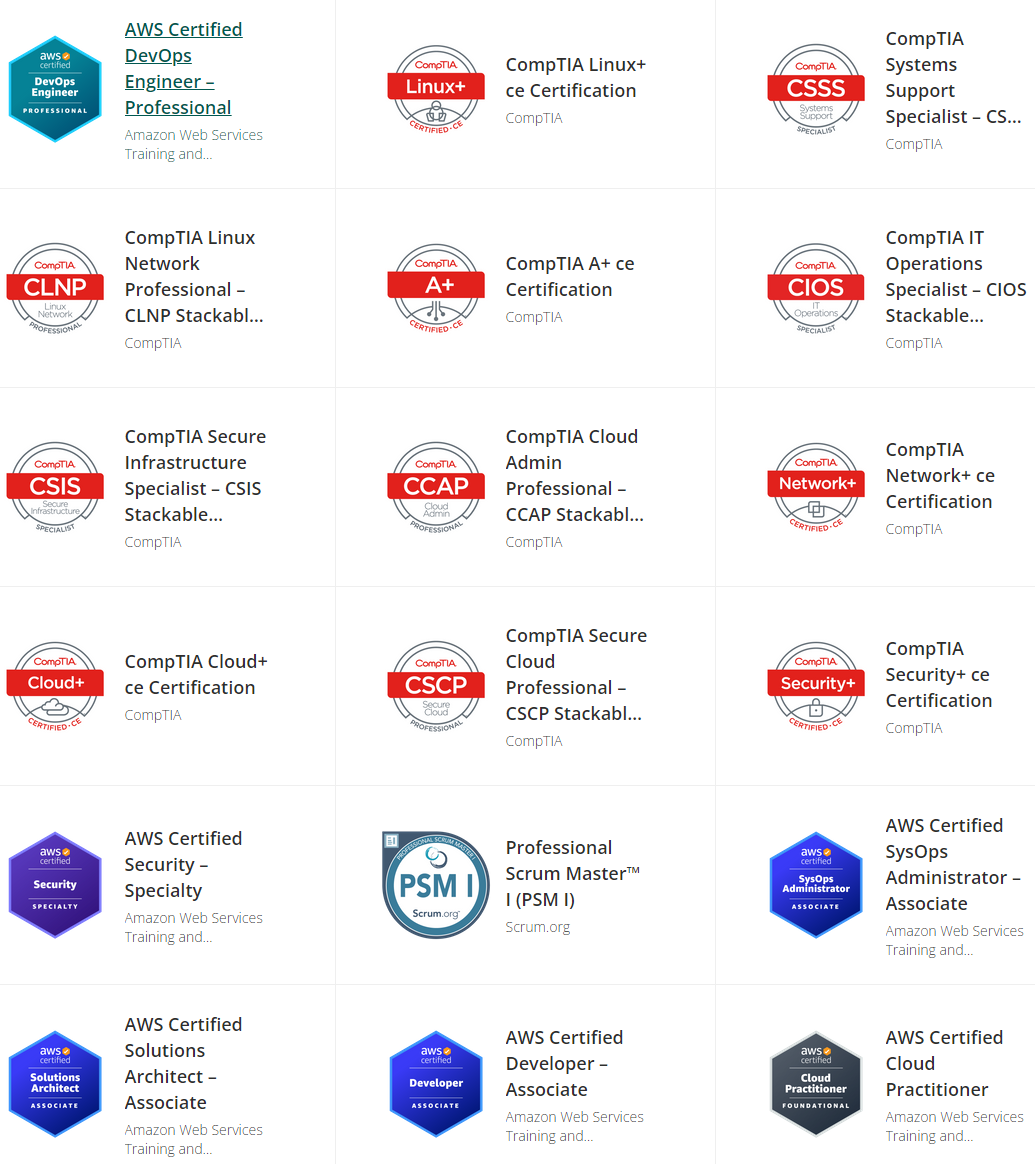 aws
certified
DevOps
Engineer
PROFESSIONAL
AWS Certified
DevOps
Engineer –
Professional
Amazon Web Services
Training and...
CompTIA.
Linux+
CERTIFIED•CE
CompTIA Linux+
ce Certification
CompTIA
CompTIA.
CSSS
Systems
Support
SPECIALIST
CompTIA
Systems
Support
Specialist – CS...
CompTIA
CompTIA.
CLNP
Linux
Network
PROFESSIONAL
CompTIA Linux
Network
Professional –
CLNP Stackabl...
CompTIA
CompTIA.
A+
CERTIFIED•CE
CompTIA A+ ce
Certification
CompTIA
CompTIA.
CIOS
IT
Operations
SPECIALIST
CompTIA IT
Operations
Specialist – CIOS
Stackable...
CompTIA
CompTIA.
CSIS
Secure
Infrastructure
SPECIALIST
CompTIA Secure
Infrastructure
Specialist – CSIS
Stackable...
CompTIA
CompTIA.
CCAP
Cloud
Admin
PROFESSIONAL
CompTIA Cloud
Admin
Professional –
CCAP Stackabl...
CompTIA
CompTIA.
Network+
CERTIFIED•CE
CompTIA
Network+ ce
Certification
CompTIA
CompTIA.
Cloud+
CERTIFIED•CE
CompTIA Cloud+
ce Certification
CompTIA
CompTIA.
CSCP
Secure
Cloud
PROFESSIONAL
CompTIA Secure
Cloud
Professional –
CSCP Stackabl...
CompTIA
CompTIA.
Security+
CERTIFIED•CE
CompTIA
Security+ ce
Certification
CompTIA
aws
certified
Security
SPECIALTY
AWS Certified
Security –
Specialty
Amazon Web Services
Training and...
PROFESSIONAL SCRUM MASTER I
PSM I
Scrum.org
Professional
Scrum Master™
I (PSM I)
Scrum.org
aws
certified
SysOps
Administrator
ASSOCIATE
AWS Certified
SysOps
Administrator –
Associate
Amazon Web Services
Training and...
aws
certified
Solutions
Architect
ASSOCIATE
AWS Certified
Solutions
Architect –
Associate
Amazon Web Services
Training and...
aws
certified
Developer
ASSOCIATE
AWS Certified
Developer –
Associate
Amazon Web Services
Training and...
aws
certified
Cloud
Practitioner
FOUNDATIONAL
AWS Certified
Cloud
Practitioner
Amazon Web Services
Training and...